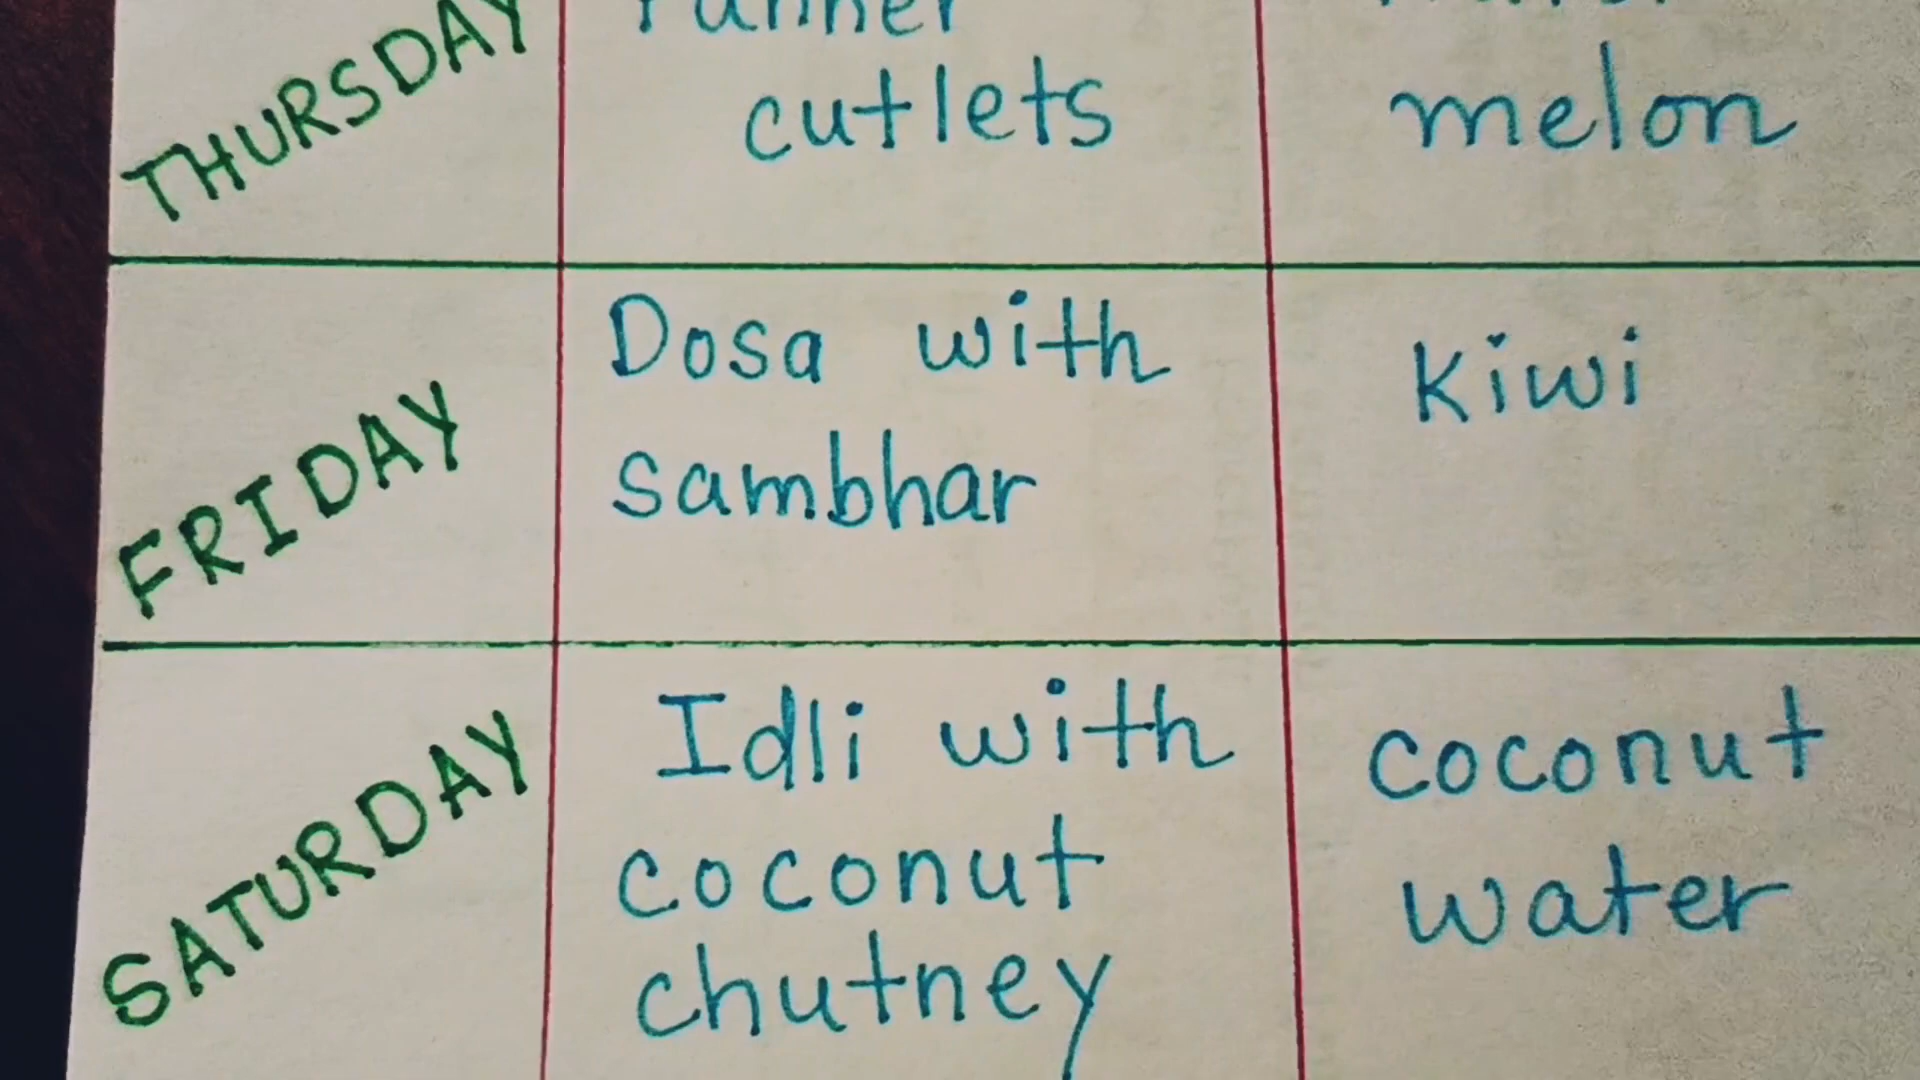 THURSDAY
cutlets
melon
Dosa with
sambhar
Kiwi
FRIDAY
Idli with
coconut
chutney
coconut
water
SATURDAY